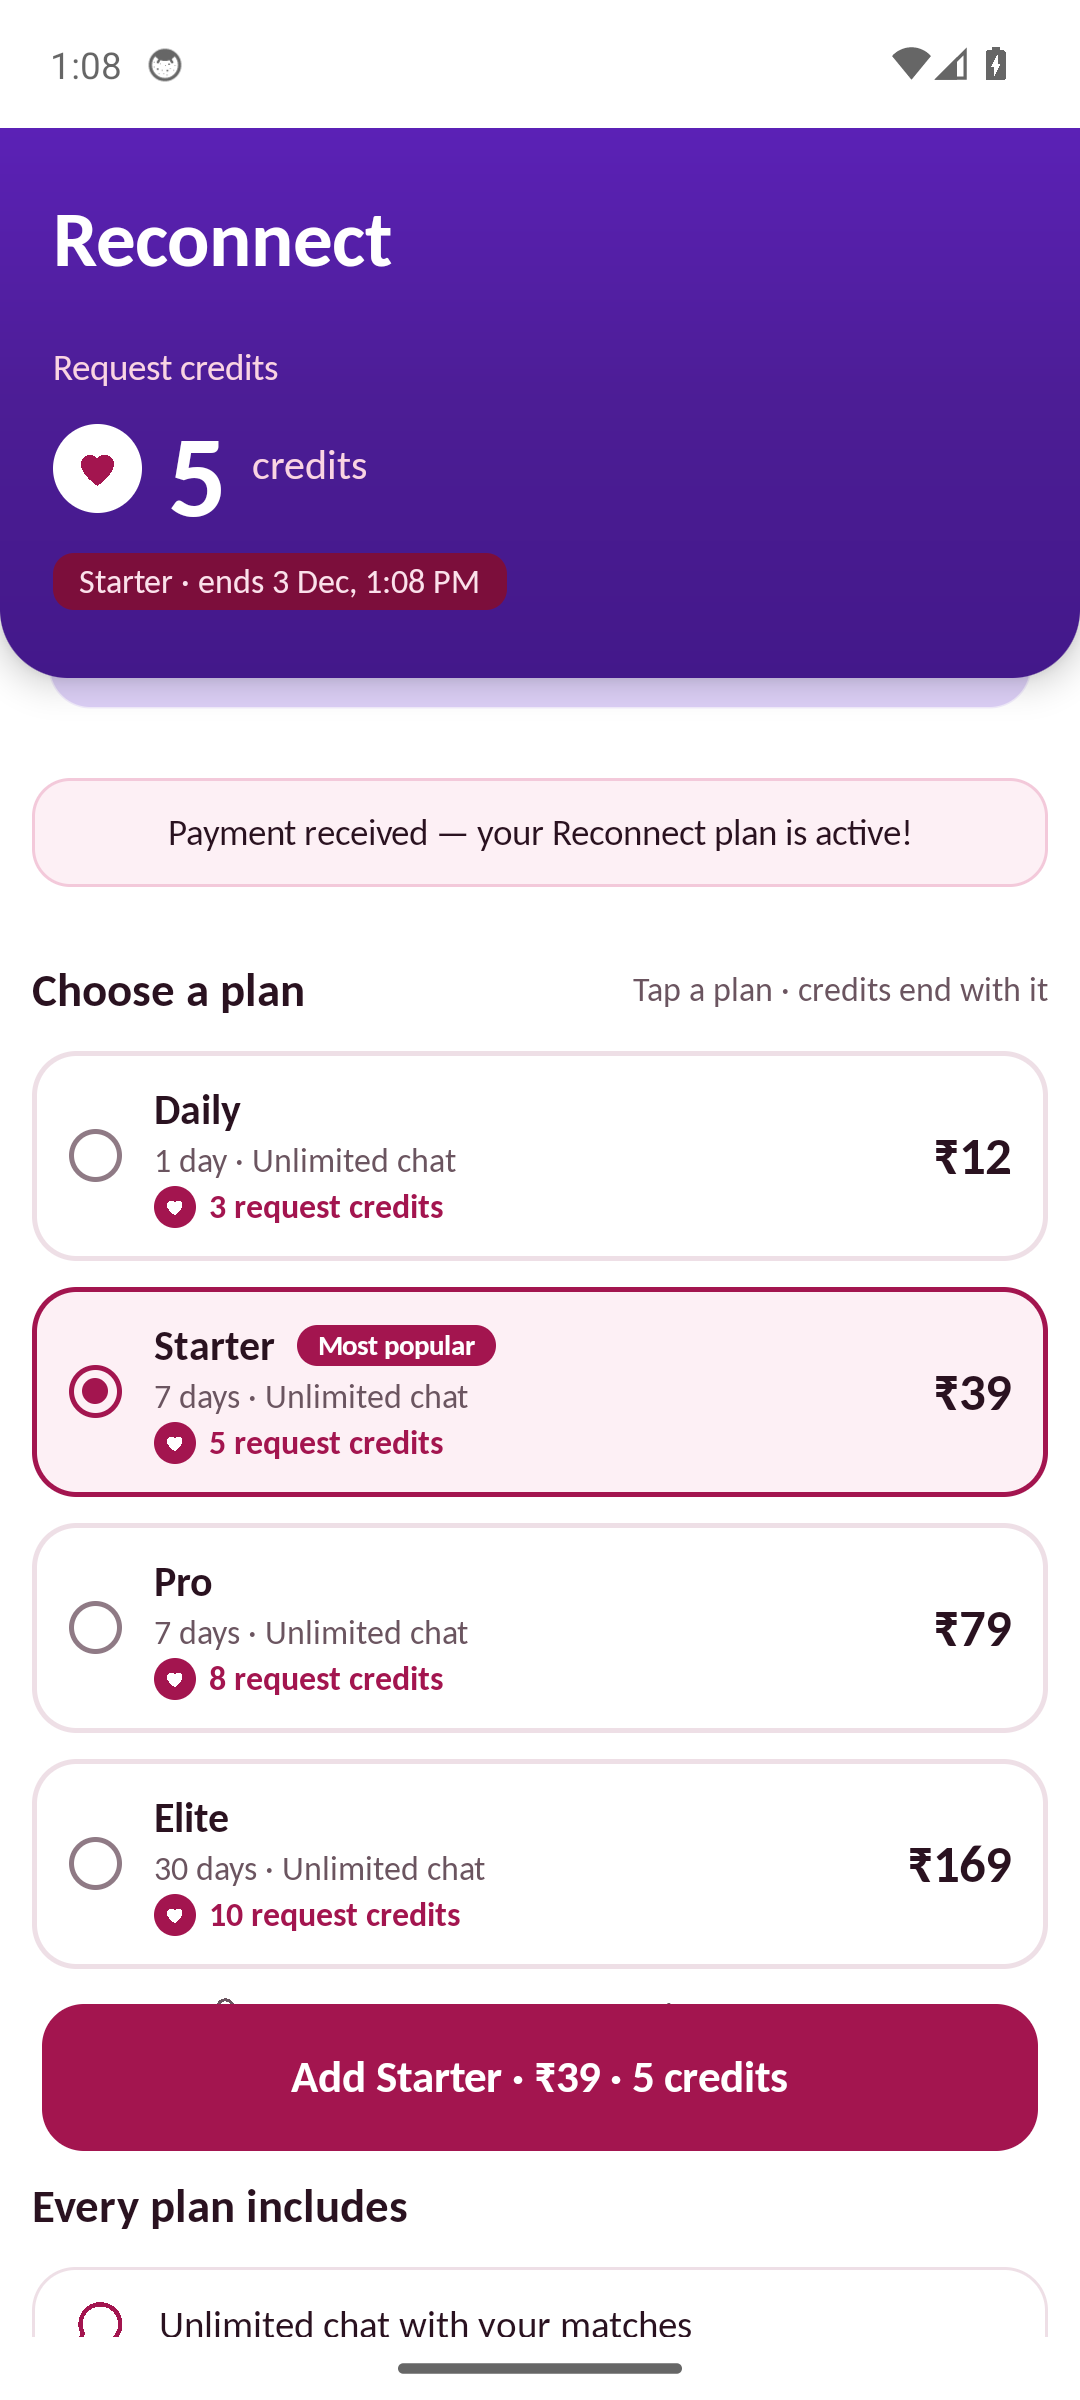 1:08
Reconnect
Request credits
5 credits
Starter · ends 3 Dec, 1:08 PM
Payment received — your Reconnect plan is active!
Choose a plan
Tap a plan · credits end with it
Daily
1 day · Unlimited chat
3 request credits
₹12
Starter Most popular
7 days · Unlimited chat
5 request credits
₹39
Pro
7 days · Unlimited chat
8 request credits
₹79
Elite
30 days · Unlimited chat
10 request credits
₹169
Add Starter · ₹39 · 5 credits
Every plan includes
Unlimited chat with your matches